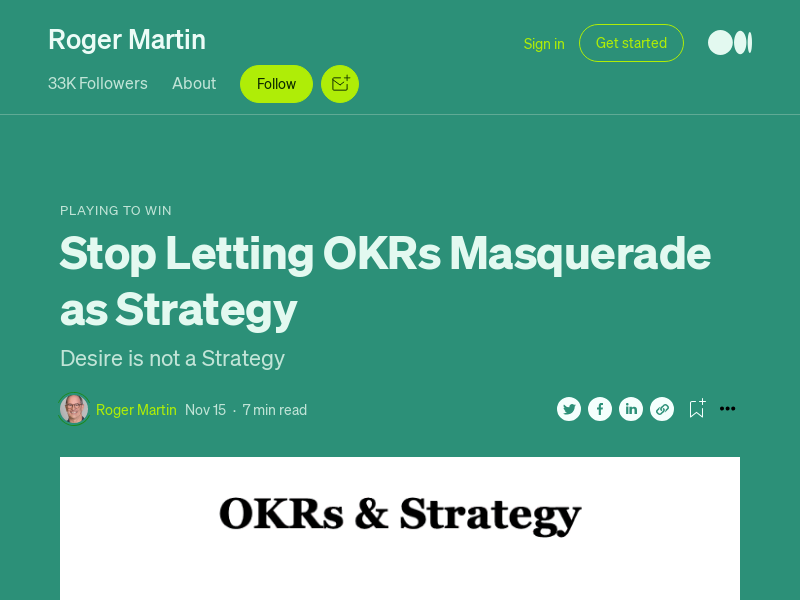 Roger Martin
Sign in
Get started
33K Followers
About
Follow
PLAYING TO WIN
Stop Letting OKRs Masquerade
as Strategy
Desire is not a Strategy
Roger Martin Nov 15 · 7 min read
OKRs & Strategy